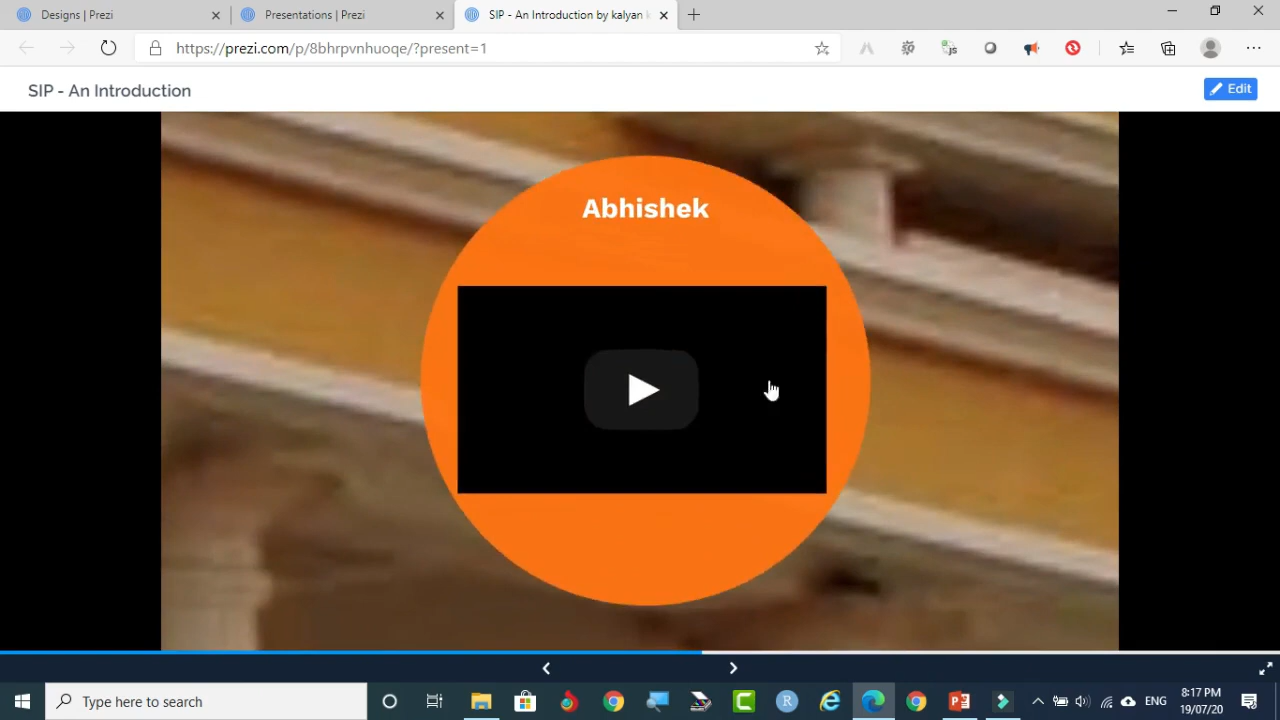 Designs | Prezi
Presentations | Prezi
SIP - An Introduction by kalyan
https://prezi.com/p/8bhrpvnhuoqe/?present=1
SIP - An Introduction
Edit
Abhishek
Type here to search
ENG
8:17 PM
19/07/20